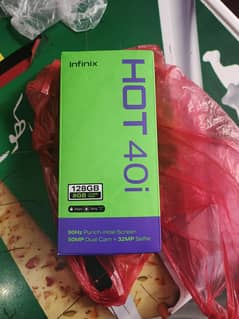 Infinix
HOT 40i
128GB
8GB
90Hz Punch-Hole Screen
50MP Dual Cam + 32MP Selfie